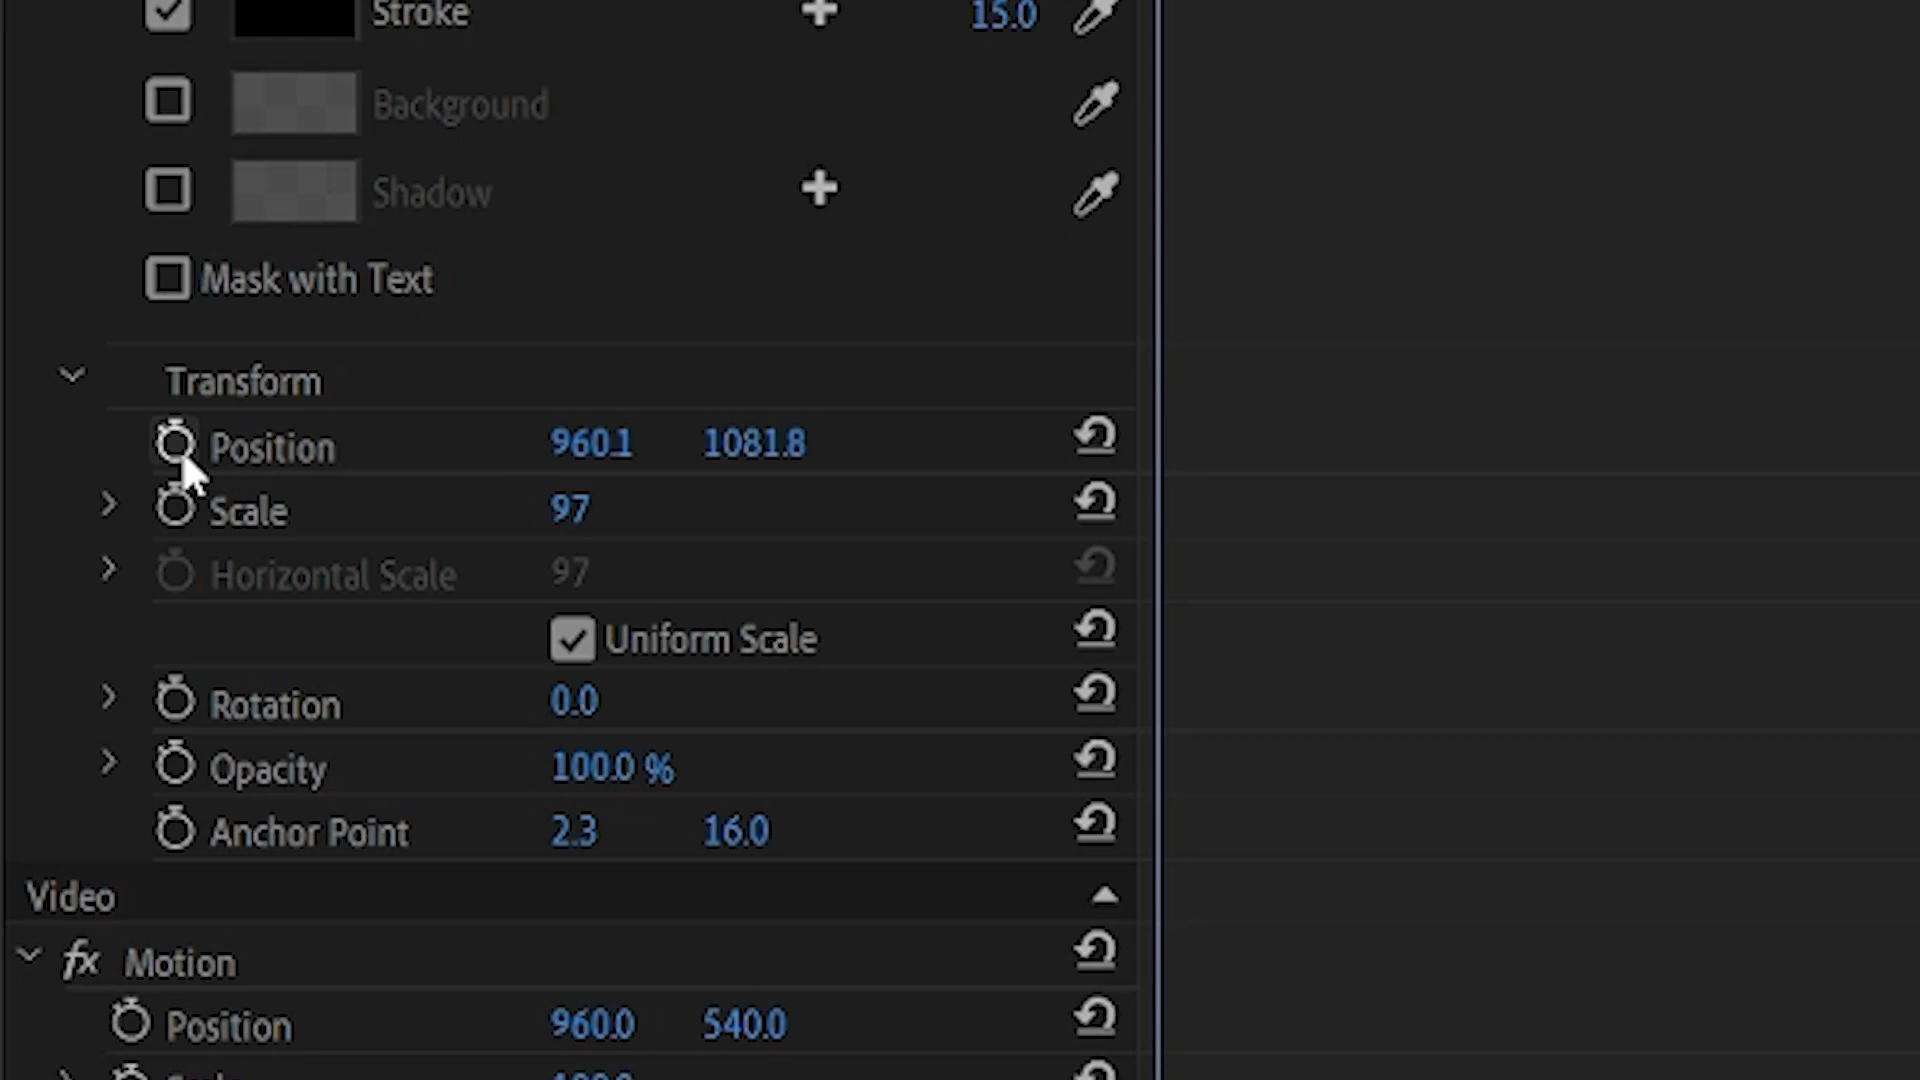 Stroke 15.0
Background
Shadow
Mask with Text
Transform
Position 960.1 1081.8
Scale 97
Horizontal Scale 97
Uniform Scale
Rotation 0.0
Opacity 100.0 %
Anchor Point 2.3 16.0
Video
fx Motion
Position 960.0 540.0